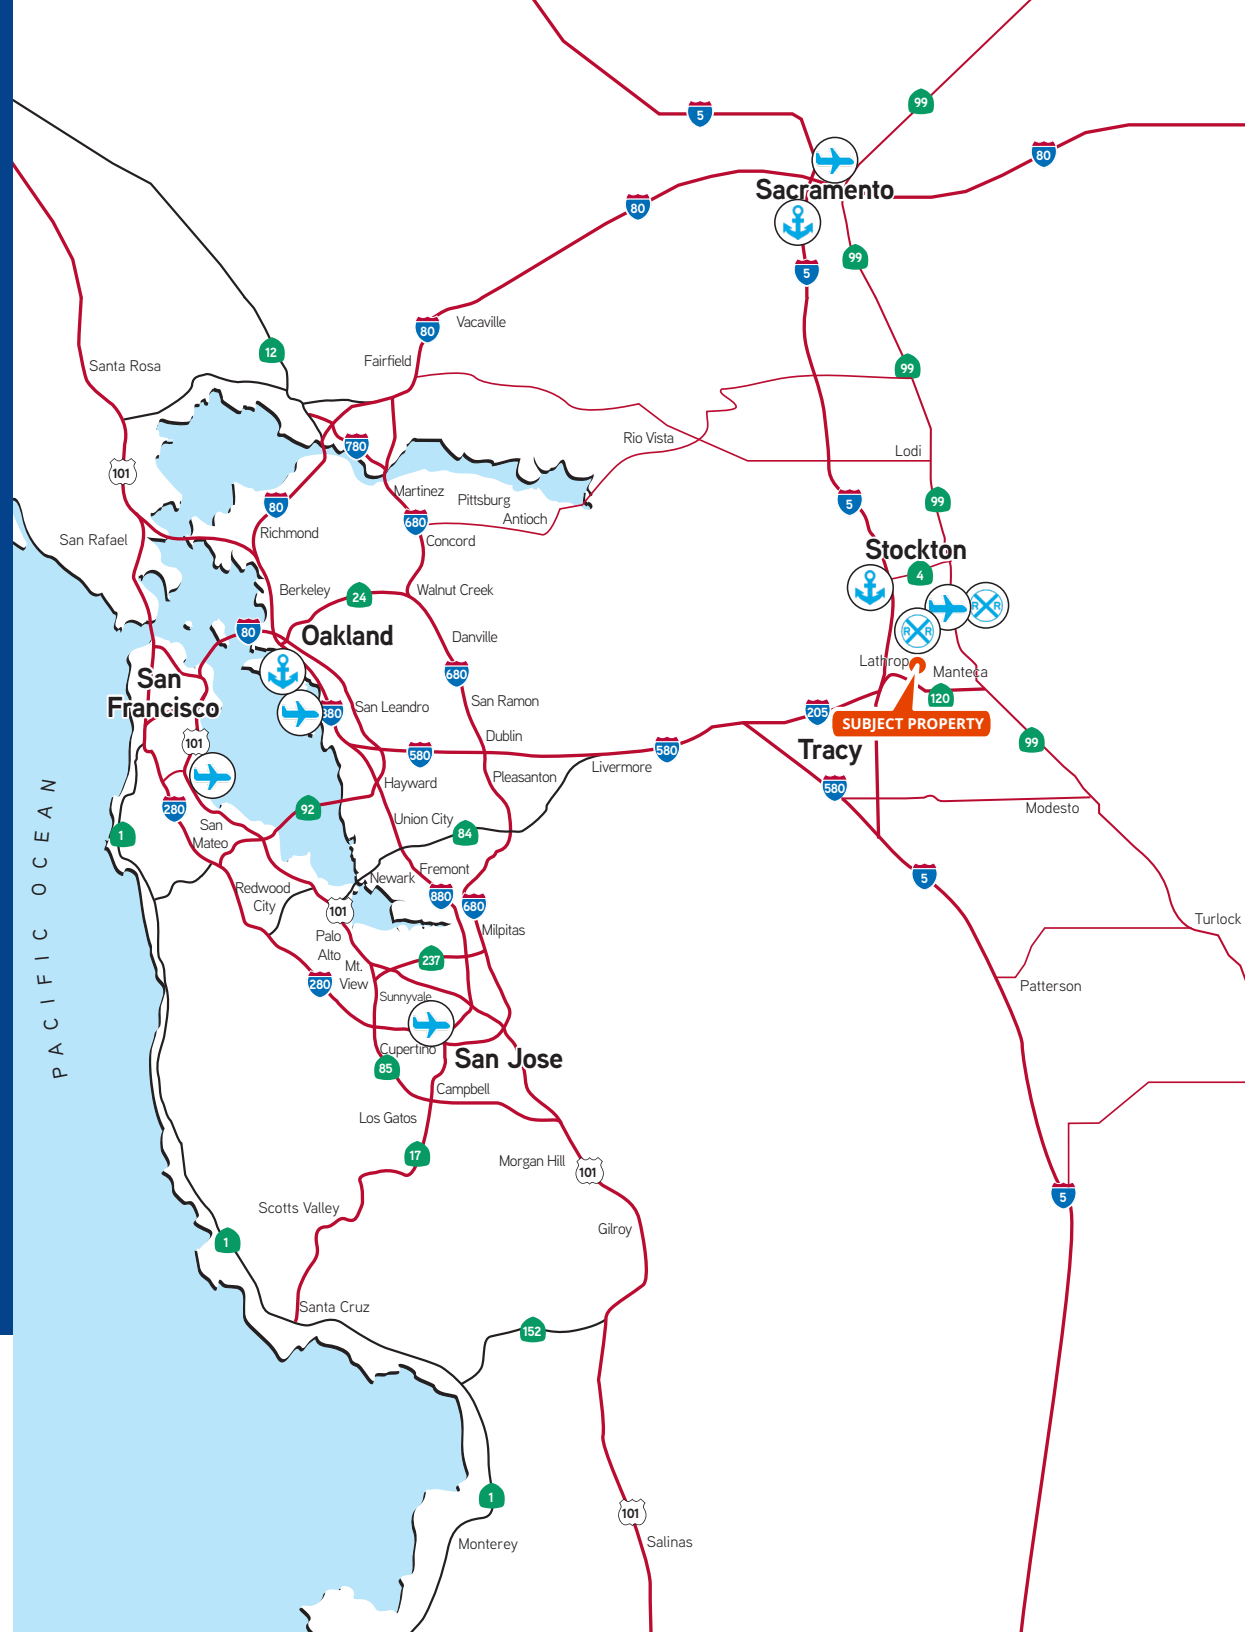 5
99
80
Sacramento
80
99
5
Vacaville
80
12
Fairfield
Santa Rosa
99
Rio Vista
780
Lodi
101
Martinez
Pittsburg
80
5
99
Antioch
680
Richmond
Concord
San Rafael
Stockton
4
Berkeley
24
Walnut Creek
R R
80
Oakland
Danville
R R
Lathrop
680
Manteca
San
Francisco
San Leandro
San Ramon
120
880
205
SUBJECT PROPERTY
101
Dublin
99
580
580
Tracy
Livermore
Pleasanton
Hayward
580
280
92
Modesto
Union City
San
Mateo
1
84
Fremont
5
Newark
Redwood
City
880
680
101
Turlock
Palo
Alto
Milpitas
237
Mt.
View
280
Patterson
Sunnyvale
PACIFIC OCEAN
Cupertino
San Jose
85
Campbell
Los Gatos
17
Morgan Hill
101
5
Scotts Valley
Gilroy
1
Santa Cruz
152
1
101
Monterey
Salinas